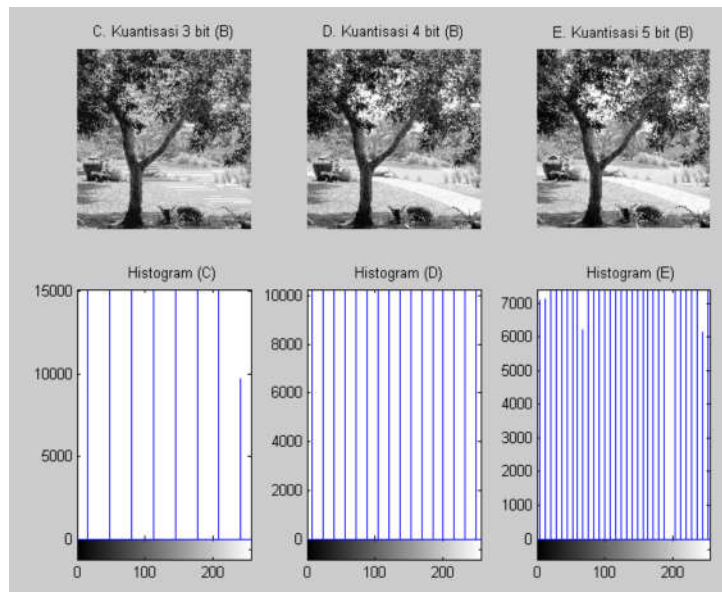 C. Kuantisasi 3 bit (B)
D. Kuantisasi 4 bit (B)
E. Kuantisasi 5 bit (B)
Histogram (C)
15000
10000
5000
0
0 100 200
Histogram (D)
10000
8000
6000
4000
2000
0
0 100 200
Histogram (E)
7000
6000
5000
4000
3000
2000
1000
0
0 100 200